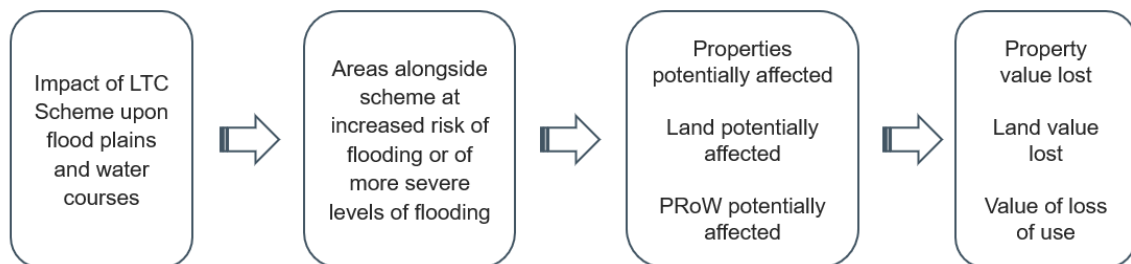 Impact of LTC
Scheme upon
flood plains
and water
courses
Areas alongside
scheme at
increased risk of
flooding or of
more severe
levels of flooding
Properties
potentially affected
Land potentially
affected
PRoW potentially
affected
Property
value lost
Land value
lost
Value of loss
of use